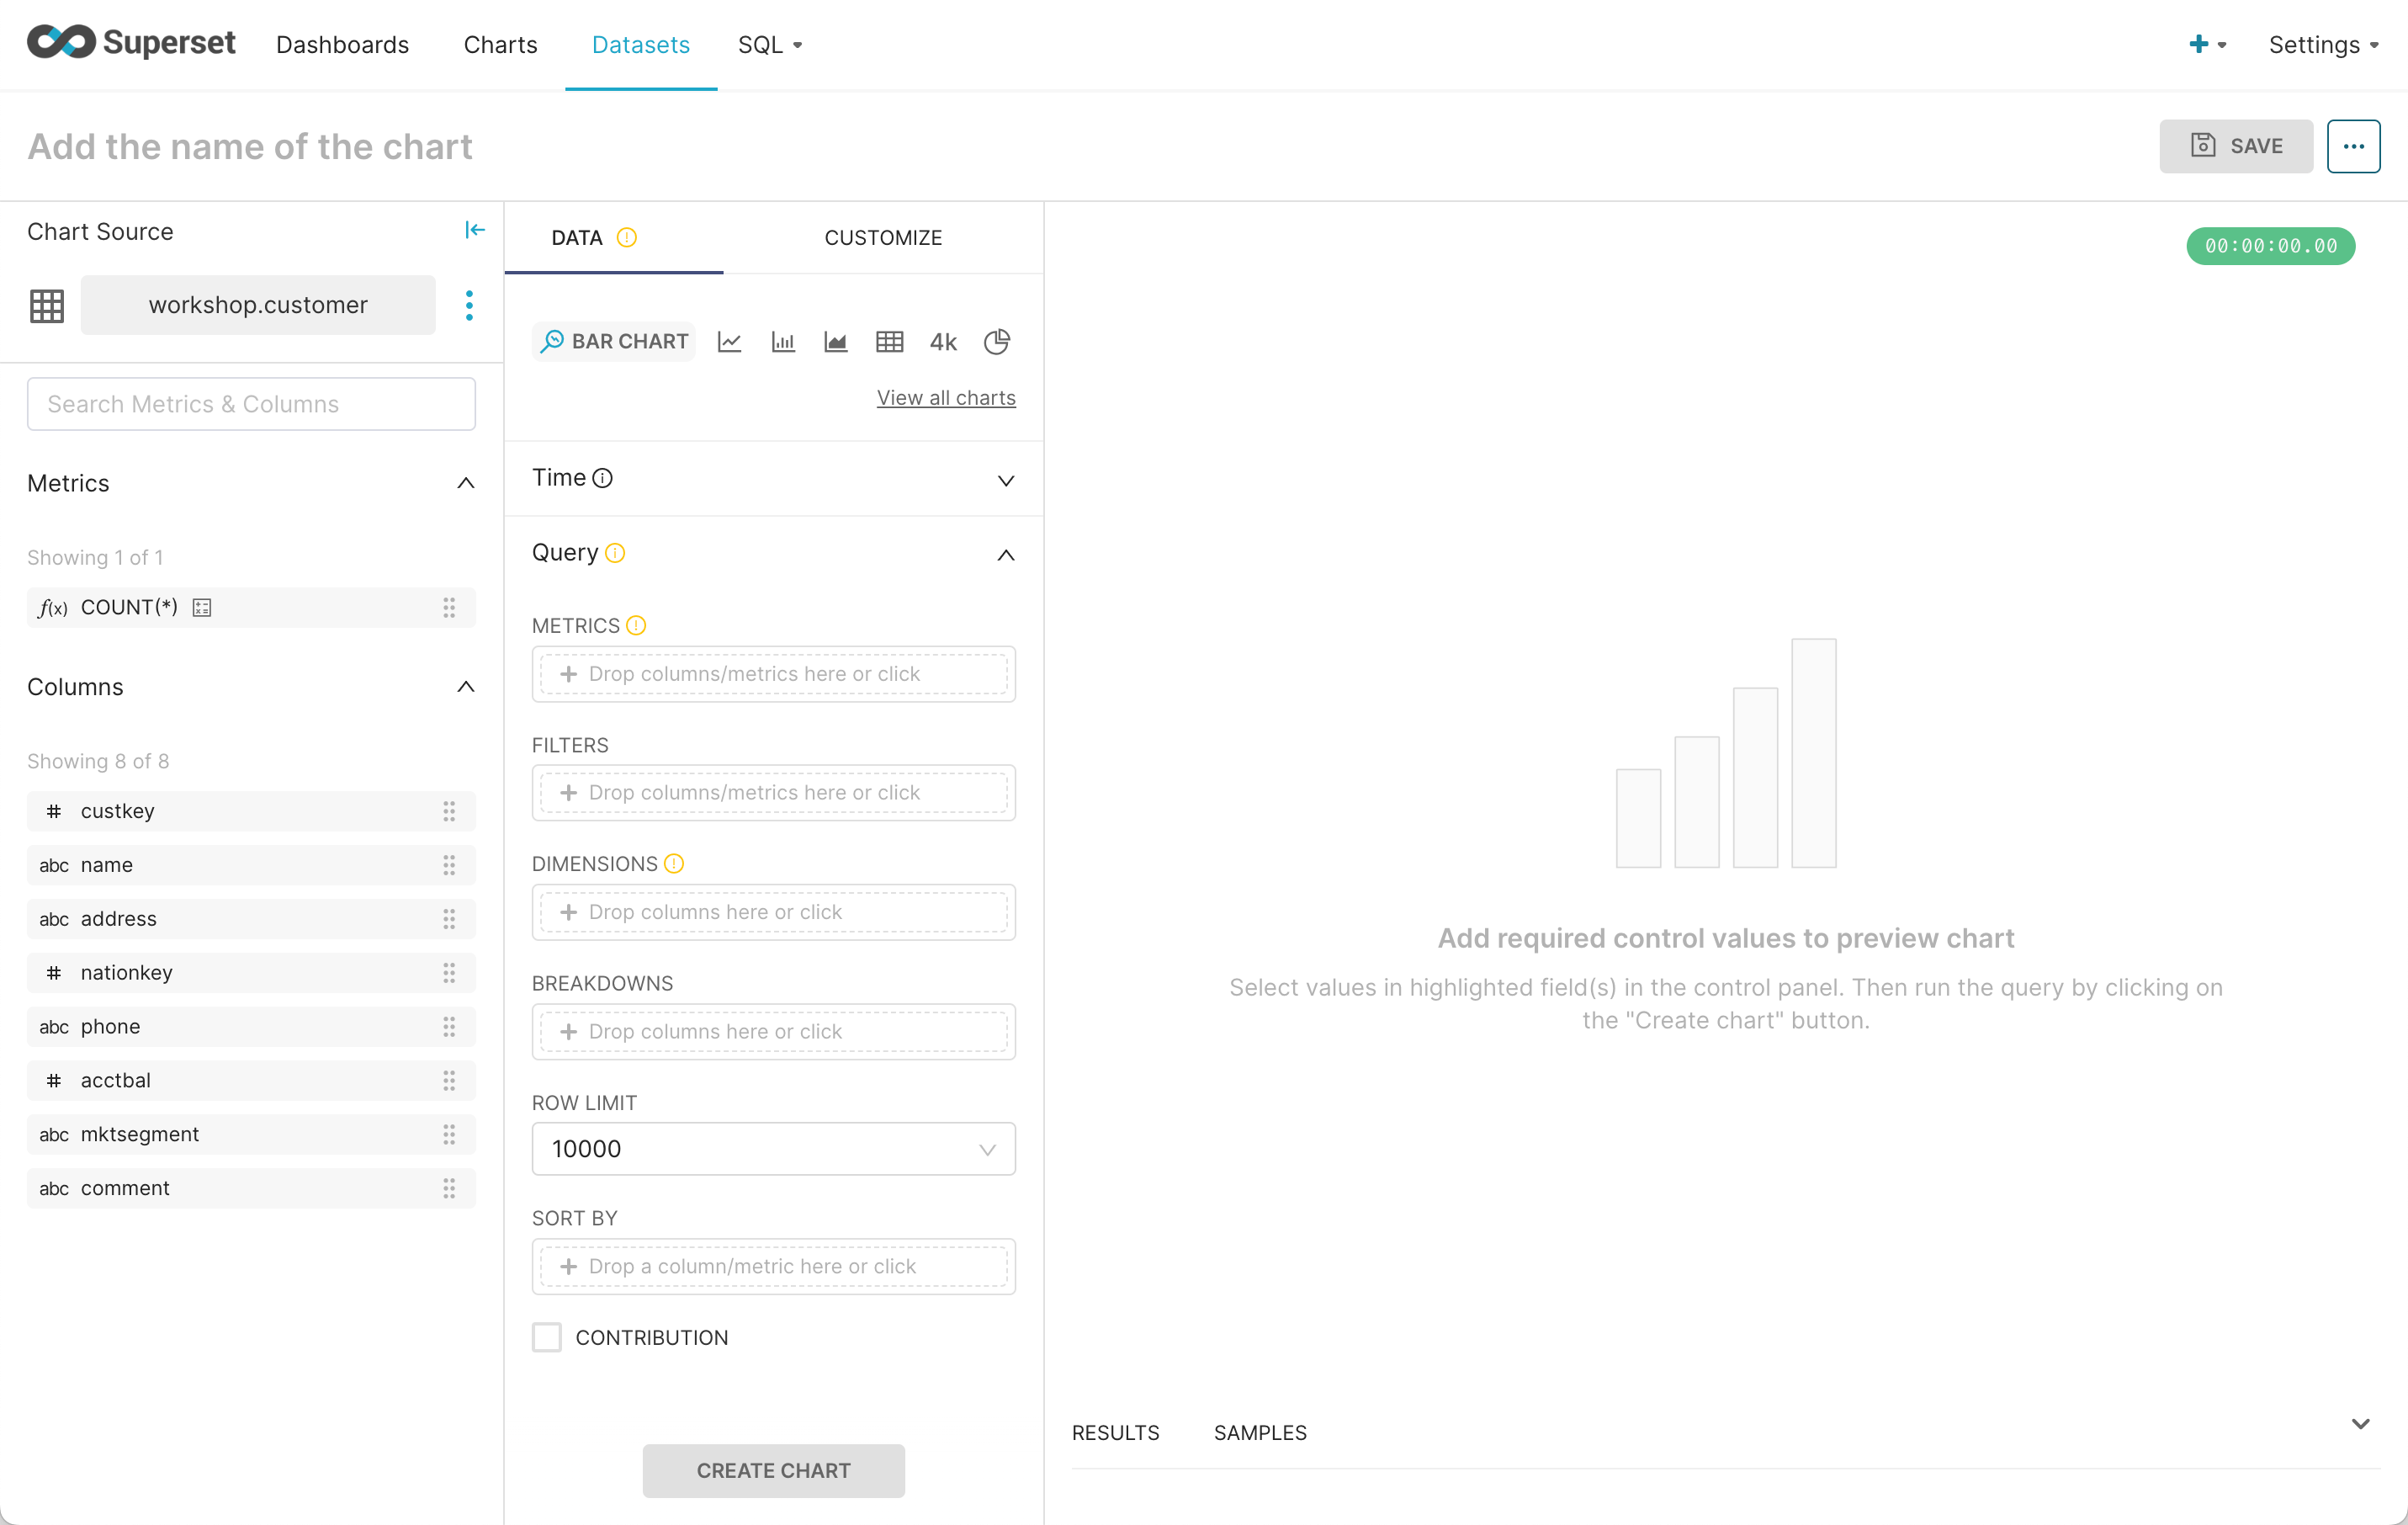 Superset
Dashboards
Charts
Datasets
SQL
Settings
Add the name of the chart
SAVE
Chart Source
workshop.customer
Search Metrics & Columns
Metrics
Showing 1 of 1
f(x) COUNT(*)
Columns
Showing 8 of 8
# custkey
abc name
abc address
# nationkey
abc phone
# acctbal
abc mktsegment
abc comment
DATA
CUSTOMIZE
BAR CHART
4k
View all charts
Time
Query
METRICS
Drop columns/metrics here or click
FILTERS
Drop columns/metrics here or click
DIMENSIONS
Drop columns here or click
BREAKDOWNS
Drop columns here or click
ROW LIMIT
10000
SORT BY
Drop a column/metric here or click
CONTRIBUTION
CREATE CHART
00:00:00.00
Add required control values to preview chart
Select values in highlighted field(s) in the control panel. Then run the query by clicking on
the "Create chart" button.
RESULTS
SAMPLES